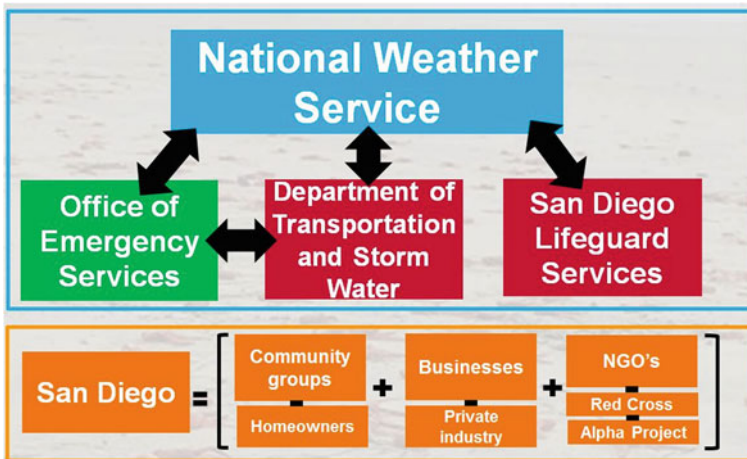 National Weather
Service
Office of
Emergency
Services
Department of
Transportation
and Storm
Water
San Diego
Lifeguard
Services
San Diego
=
Community
groups
Homeowners
+
Businesses
Private
industry
+
NGO's
Red Cross
Alpha Project